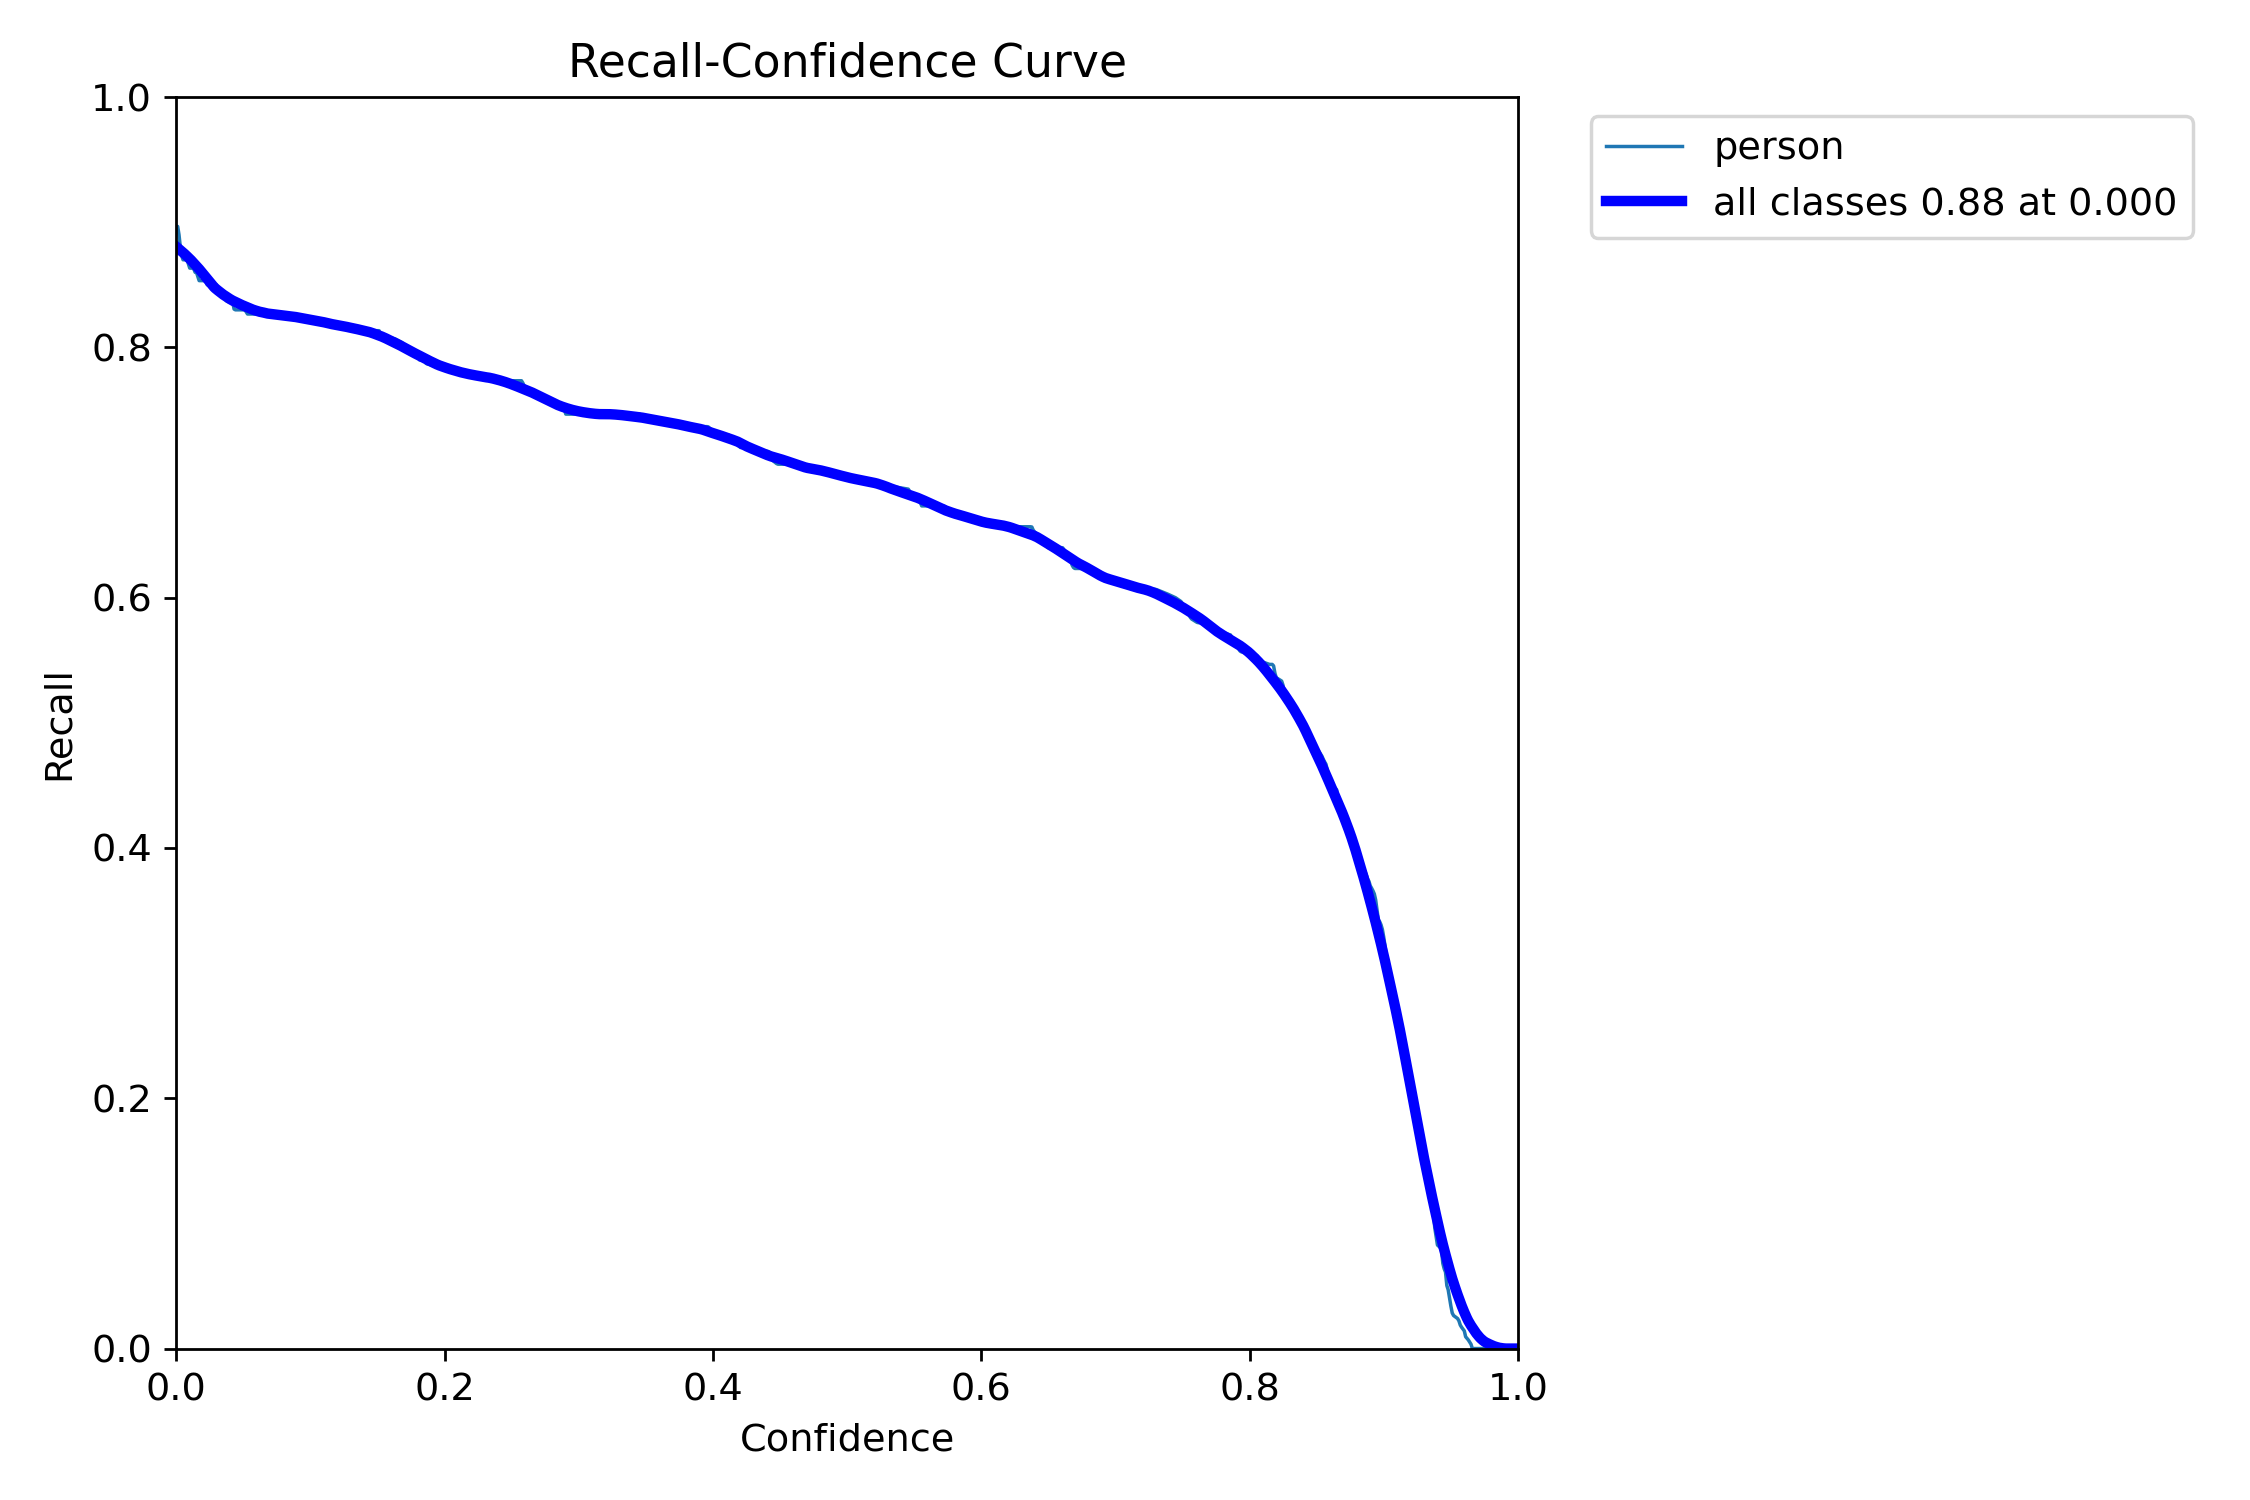 Recall-Confidence Curve
1.0
0.8
0.6
0.4
0.2
0.0
Recall
0.0 0.2 0.4 0.6 0.8 1.0
Confidence
person
all classes 0.88 at 0.000